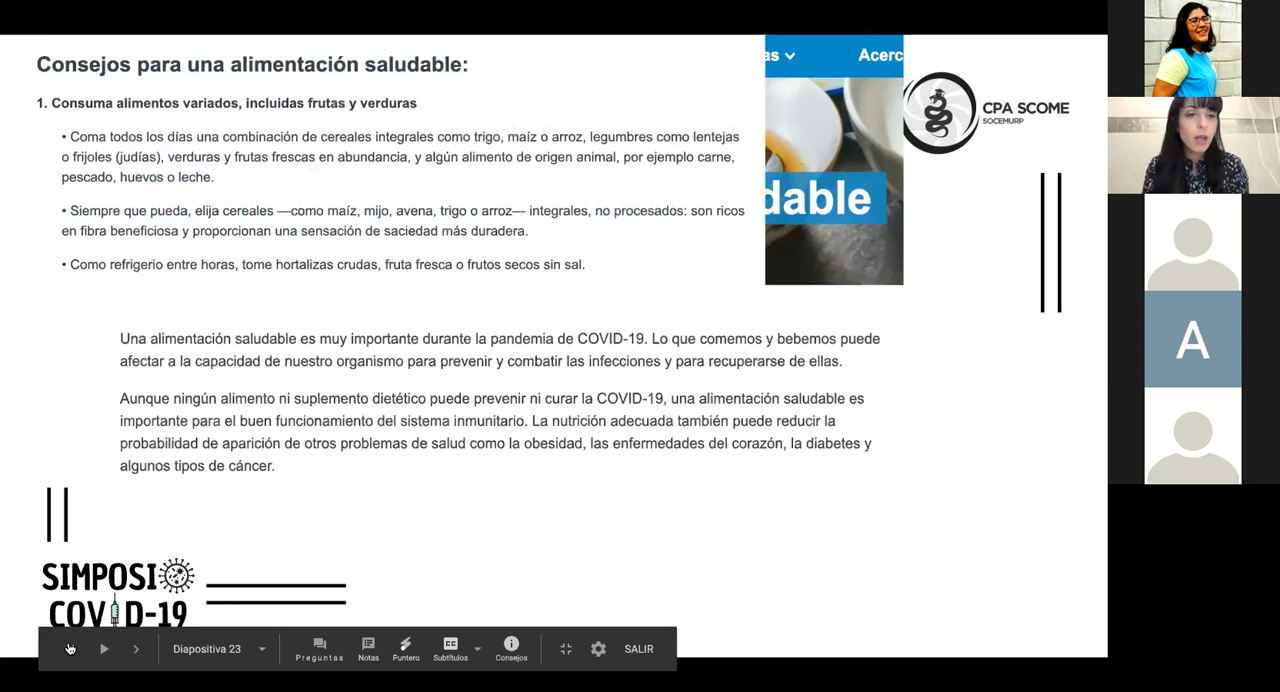 Consejos para una alimentación saludable:
1. Consuma alimentos variados, incluidas frutas y verduras
• Coma todos los días una combinación de cereales integrales como trigo, maíz o arroz, legumbres como lentejas
o frijoles (judías), verduras y frutas frescas en abundancia, y algún alimento de origen animal, por ejemplo carne,
pescado, huevos o leche.
• Siempre que pueda, elija cereales —como maíz, mijo, avena, trigo o arroz— integrales, no procesados: son ricos
en fibra beneficiosa y proporcionan una sensación de saciedad más duradera.
• Como refrigerio entre horas, tome hortalizas crudas, fruta fresca o frutos secos sin sal.
as
Acerc
dable
CPA SCOME
SOCEMURP
Una alimentación saludable es muy importante durante la pandemia de COVID-19. Lo que comemos y bebemos puede
afectar a la capacidad de nuestro organismo para prevenir y combatir las infecciones y para recuperarse de ellas.
Aunque ningún alimento ni suplemento dietético puede prevenir ni curar la COVID-19, una alimentación saludable es
importante para el buen funcionamiento del sistema inmunitario. La nutrición adecuada también puede reducir la
probabilidad de aparición de otros problemas de salud como la obesidad, las enfermedades del corazón, la diabetes y
algunos tipos de cáncer.
A
SIMPOSIO
COVID-19
Diapositiva 23
Preguntas
Notas
Puntero
CC
Subtítulos
Consejos
SALIR